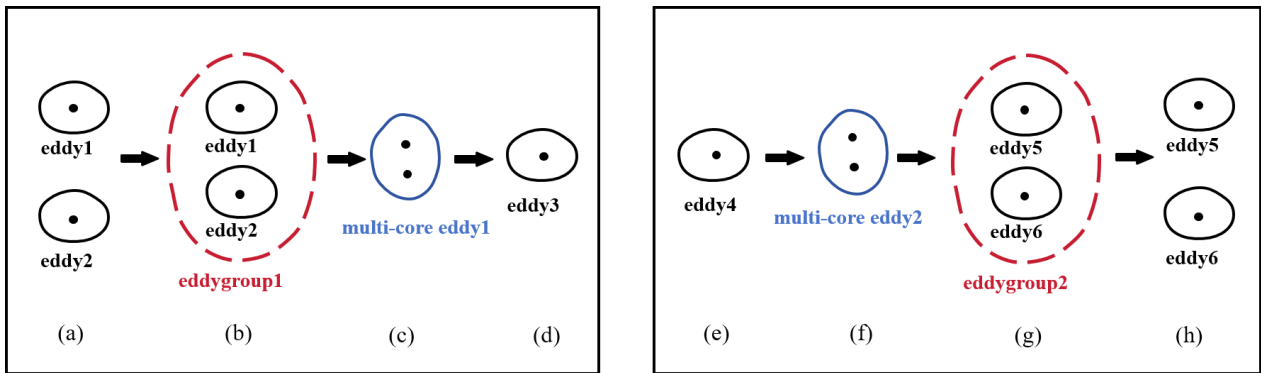 eddy1
eddy2
(a)
eddy1
eddy2
eddygroup1
(b)
multi-core eddy1
(c)
eddy3
(d)
eddy4
(e)
multi-core eddy2
(f)
eddy5
eddy6
eddygroup2
(g)
eddy5
eddy6
(h)